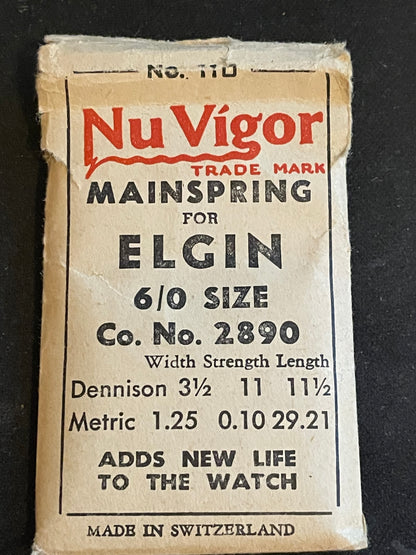 No. 110
Nu Vígor
TRADE MARK
MAINSPRING
FOR
ELGIN
6/0 SIZE
Co. No. 2890
Width Strength Length
Dennison 3½ 11 11½
Metric 1.25 0.10 29.21
ADDS NEW LIFE
TO THE WATCH
MADE IN SWITZERLAND